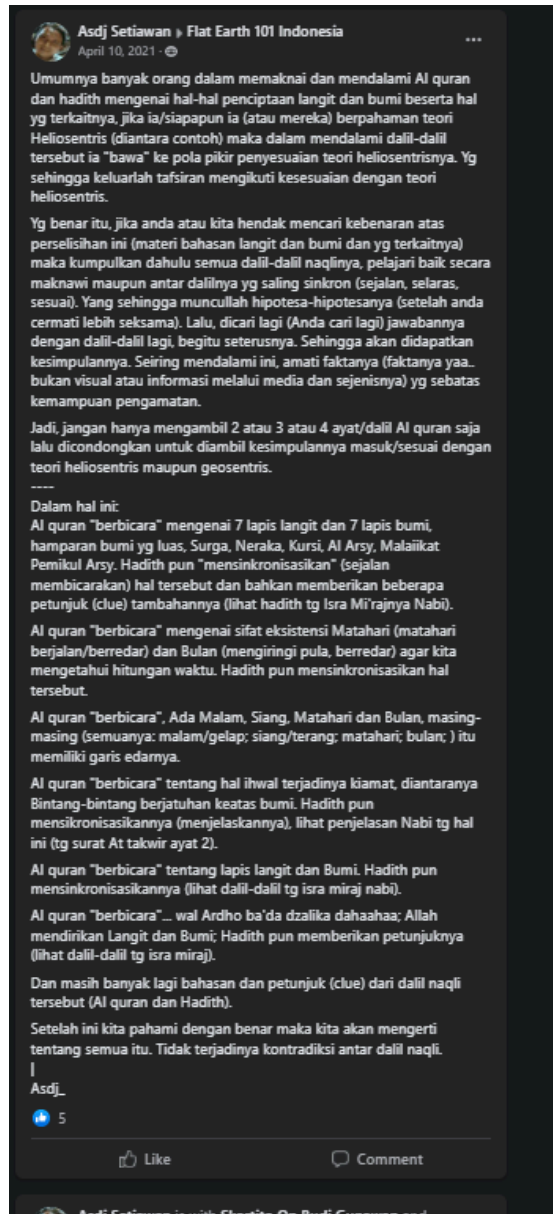 Asdj Setiawan ▸ Flat Earth 101 Indonesia
April 10, 2021 ·
Umumnya banyak orang dalam memaknai dan mendalami Al quran
dan hadith mengenai hal-hal penciptaan langit dan bumi beserta hal
yg terkaitnya, jika ia/siapapun ia (atau mereka) berpahaman teori
Heliosentris (diantara contoh) maka dalam mendalami dalil-dalil
tersebut ia "bawa" ke pola pikir penyesuaian teori heliosentrisnya. Yg
sehingga keluarlah tafsiran mengikuti kesesuaian dengan teori
heliosentris.
Yg benar itu, jika anda atau kita hendak mencari kebenaran atas
perselisihan ini (materi bahasan langit dan bumi dan yg terkaitnya)
maka kumpulkan dahulu semua dalil-dalil naqlinya, pelajari baik secara
maknawi maupun antar dalilnya yg saling sinkron (sejalan, selaras,
sesuai). Yang sehingga muncullah hipotesa-hipotesanya (setelah anda
cermati lebih seksama). Lalu, dicari lagi (Anda cari lagi) jawabannya
dengan dalil-dalil lagi, begitu seterusnya. Sehingga akan didapatkan
kesimpulannya. Seiring mendalami ini, amati faktanya (faktanya yaa..
bukan visual atau informasi melalui media dan sejenisnya) yg sebatas
kemampuan pengamatan.
Jadi, jangan hanya mengambil 2 atau 3 atau 4 ayat/dalil Al quran saja
lalu dicondongkan untuk diambil kesimpulannya masuk/sesuai dengan
teori heliosentris maupun geosentris.
----
Dalam hal ini:
Al quran "berbicara" mengenai 7 lapis langit dan 7 lapis bumi,
hamparan bumi yg luas, Surga, Neraka, Kursi, Al Arsy, Malaiikat
Pemikul Arsy. Hadith pun "mensinkronisasikan" (sejalan
membicarakan) hal tersebut dan bahkan memberikan beberapa
petunjuk (clue) tambahannya (lihat hadith tg Isra Mi'rajnya Nabi).
Al quran "berbicara" mengenai sifat eksistensi Matahari (matahari
berjalan/berredar) dan Bulan (mengiringi pula, berredar) agar kita
mengetahui hitungan waktu. Hadith pun mensinkronisasikan hal
tersebut.
Al quran "berbicara", Ada Malam, Siang, Matahari dan Bulan, masing-
masing (semuanya: malam/gelap; siang/terang; matahari; bulan; ) itu
memiliki garis edarnya.
Al quran "berbicara" tentang hal ihwal terjadinya kiamat, diantaranya
Bintang-bintang berjatuhan keatas bumi. Hadith pun
mensikronisasikannya (menjelaskannya), lihat penjelasan Nabi tg hal
ini (tg surat At takwir ayat 2).
Al quran "berbicara" tentang lapis langit dan Bumi. Hadith pun
mensinkronisasikannya (lihat dalil-dalil tg isra miraj nabi).
Al quran "berbicara"... wal Ardho ba'da dzalika dahaahaa; Allah
mendirikan Langit dan Bumi; Hadith pun memberikan petunjuknya
(lihat dalil-dalil tg isra miraj).
Dan masih banyak lagi bahasan dan petunjuk (clue) dari dalil naqli
tersebut (Al quran dan Hadith).
Setelah ini kita pahami dengan benar maka kita akan mengerti
tentang semua itu. Tidak terjadinya kontradiksi antar dalil naqli.
|
Asdj_
5
Like Comment